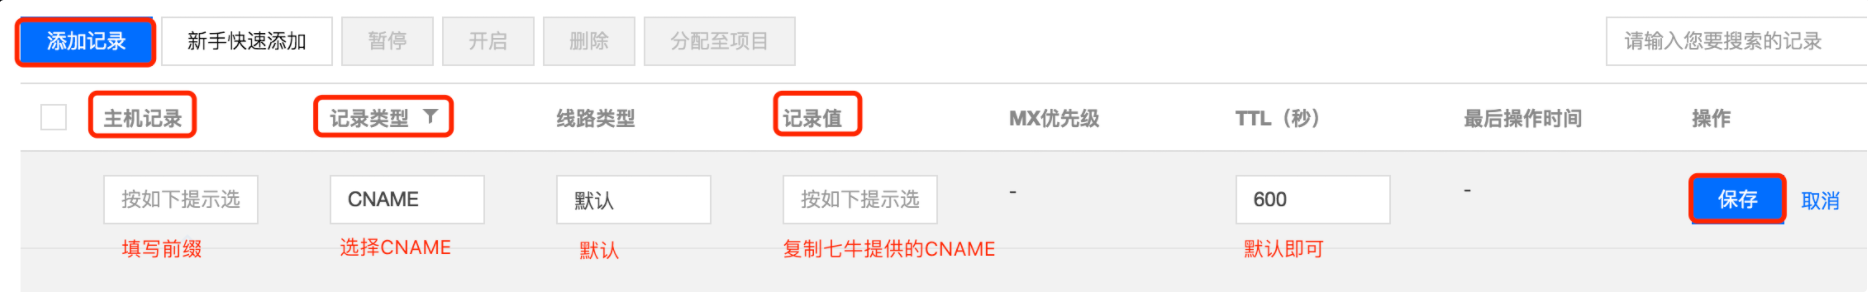 添加记录 新手快速添加 暂停 开启 删除 分配至项目 请输入您要搜索的记录
主机记录 记录类型 线路类型 记录值 MX优先级 TTL（秒） 最后操作时间 操作
按如下提示选 CNAME 默认 按如下提示选 - 600 - 保存 取消
填写前缀 选择CNAME 默认 复制七牛提供的CNAME 默认即可